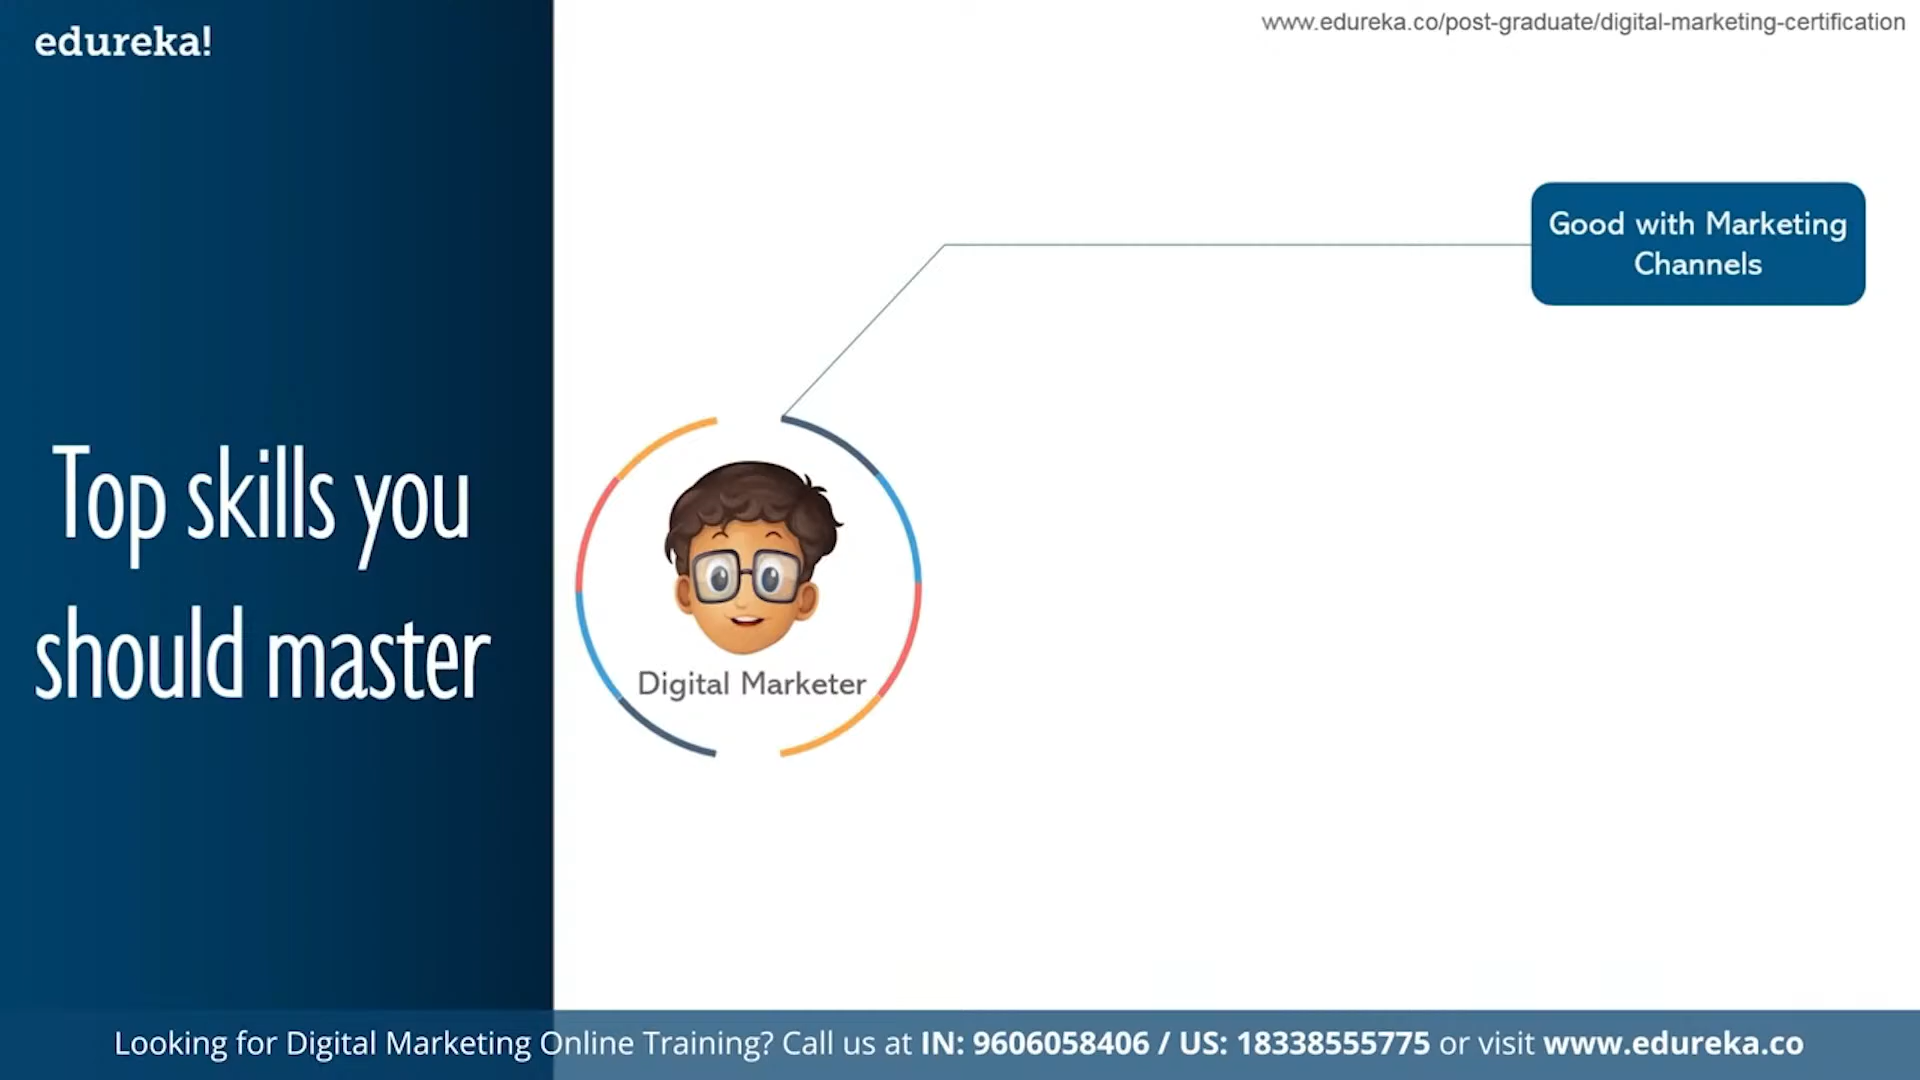 edureka!
www.edureka.co/post-graduate/digital-marketing-certification
Good with Marketing
Channels
Top skills you
should master
Digital Marketer
Looking for Digital Marketing Online Training? Call us at IN: 9606058406 / US: 18338555775 or visit www.edureka.co